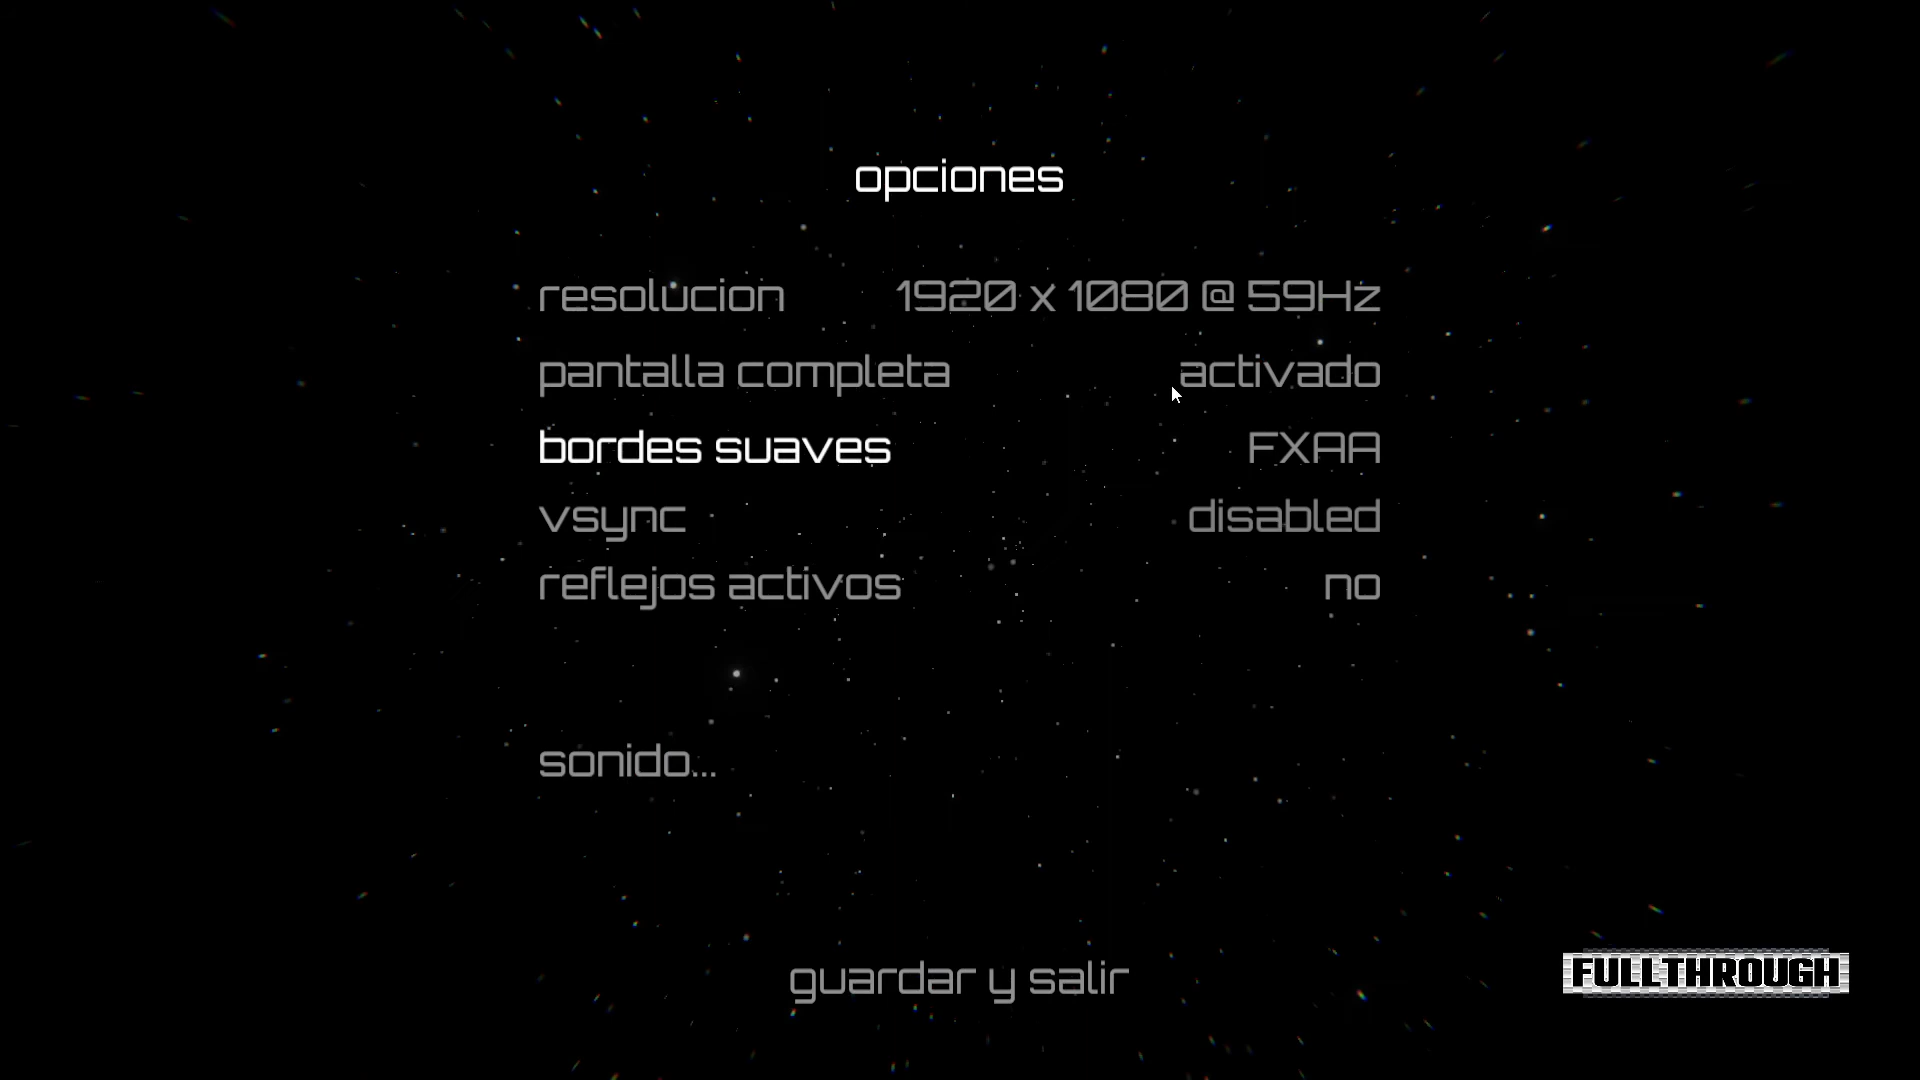 opciones
resolucion 1920 x 1080 @ 59Hz
pantalla completa activado
bordes suaves FXAA
vsync disabled
reflejos activos no
sonido...
guardar y salir
FULLTHROUGH